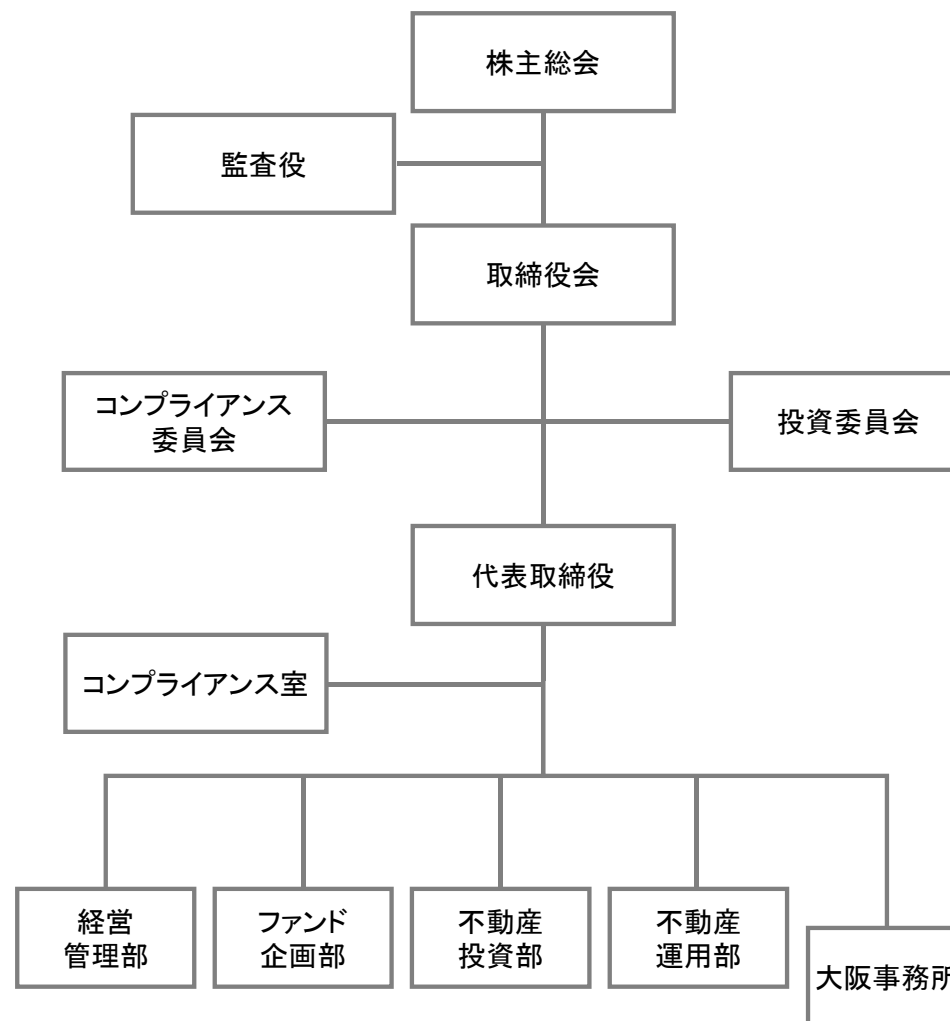 株主総会
監査役
取締役会
コンプライアンス
委員会
投資委員会
代表取締役
コンプライアンス室
経営
管理部
ファンド
企画部
不動産
投資部
不動産
運用部
大阪事務所